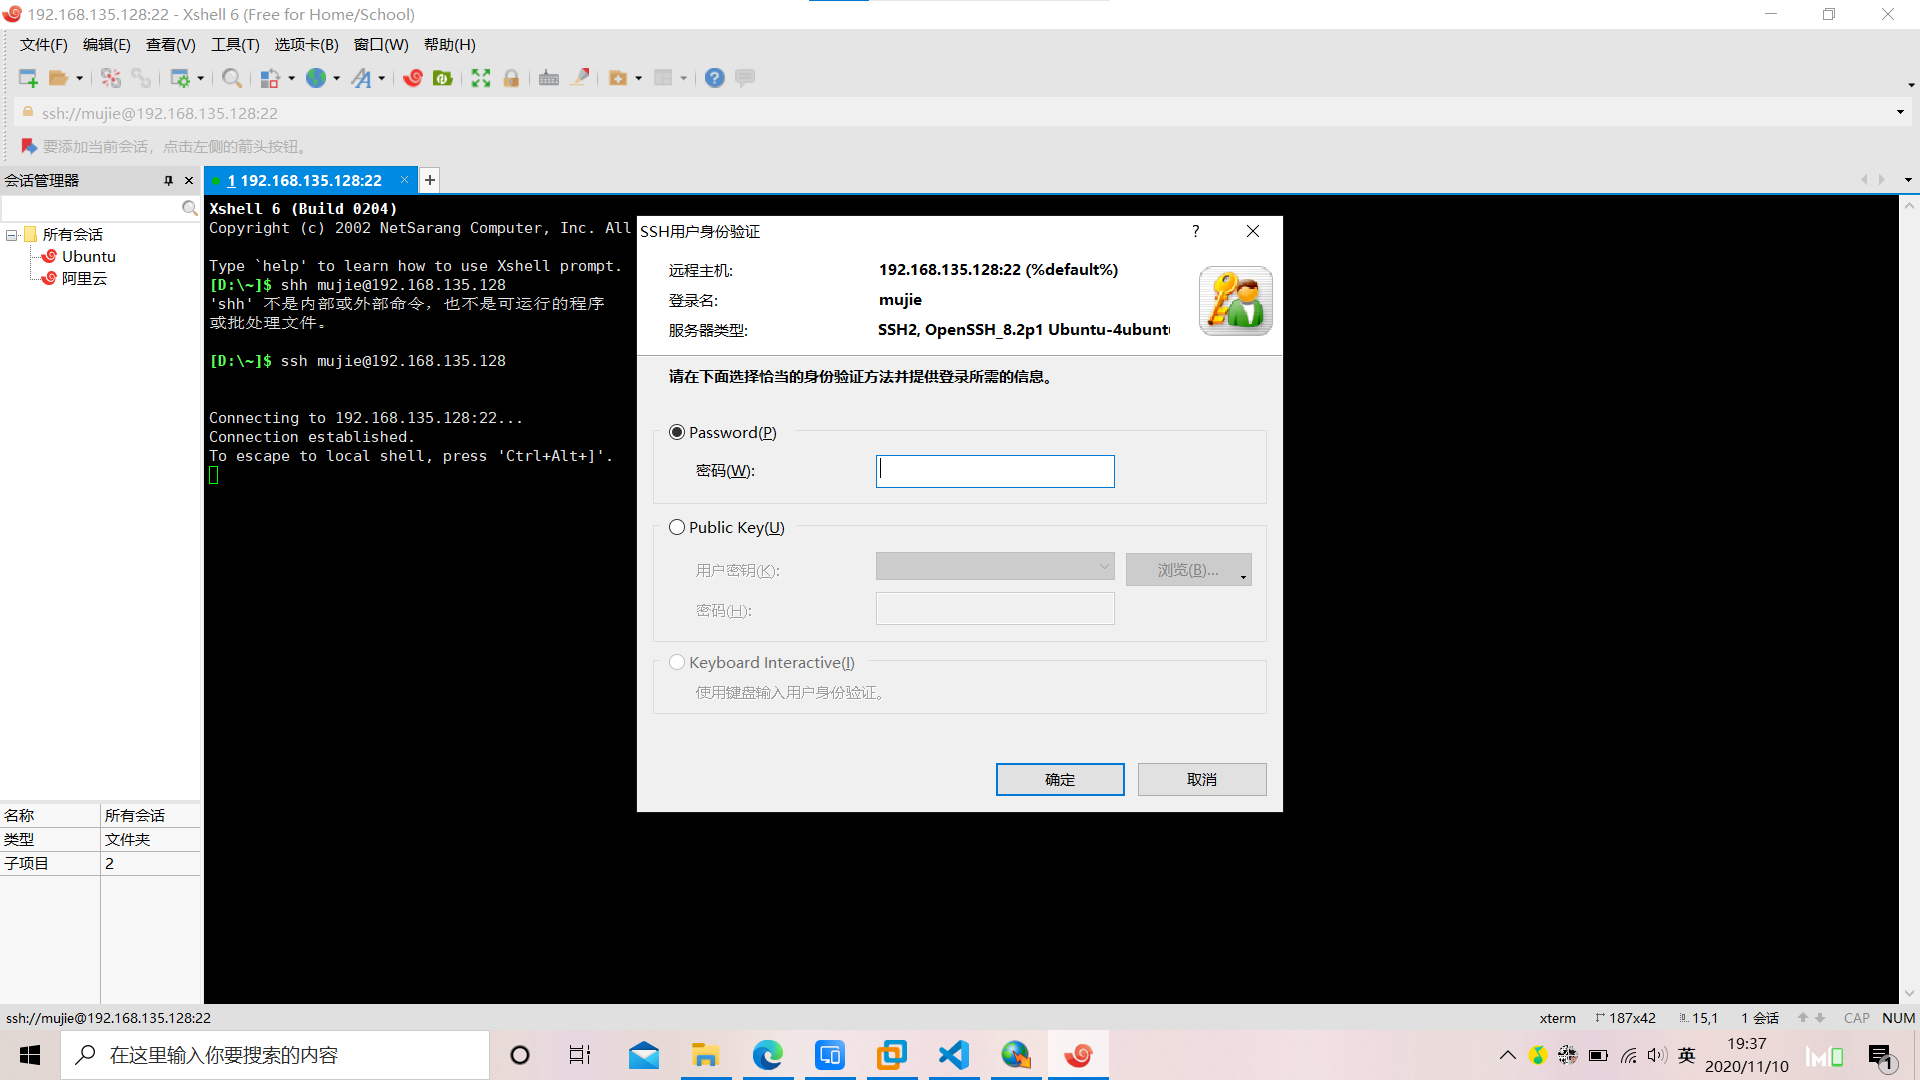 192.168.135.128:22 - Xshell 6 (Free for Home/School)
文件(F) 编辑(E) 查看(V) 工具(T) 选项卡(B) 窗口(W) 帮助(H)
ssh://mujie@192.168.135.128:22
要添加当前会话，点击左侧的箭头按钮。
会话管理器
1 192.168.135.128:22
所有会话
Ubuntu
阿里云
Xshell 6 (Build 0204)
Copyright (c) 2002 NetSarang Computer, Inc. All
Type `help' to learn how to use Xshell prompt.
[D:\~]$ shh mujie@192.168.135.128
'shh' 不是内部或外部命令，也不是可运行的程序
或批处理文件。
[D:\~]$ ssh mujie@192.168.135.128
Connecting to 192.168.135.128:22...
Connection established.
To escape to local shell, press 'Ctrl+Alt+]'.
SSH用户身份验证
远程主机: 192.168.135.128:22 (%default%)
登录名: mujie
服务器类型: SSH2, OpenSSH_8.2p1 Ubuntu-4ubuntu
请在下面选择恰当的身份验证方法并提供登录所需的信息。
Password(P)
密码(W):
Public Key(U)
用户密钥(K): 浏览(B)...
密码(H):
Keyboard Interactive(I)
使用键盘输入用户身份验证。
确定 取消
名称 所有会话
类型 文件夹
子项目 2
ssh://mujie@192.168.135.128:22 xterm 187x42 15,1 1 会话 CAP NUM
在这里输入你要搜索的内容
英
19:37
2020/11/10
1